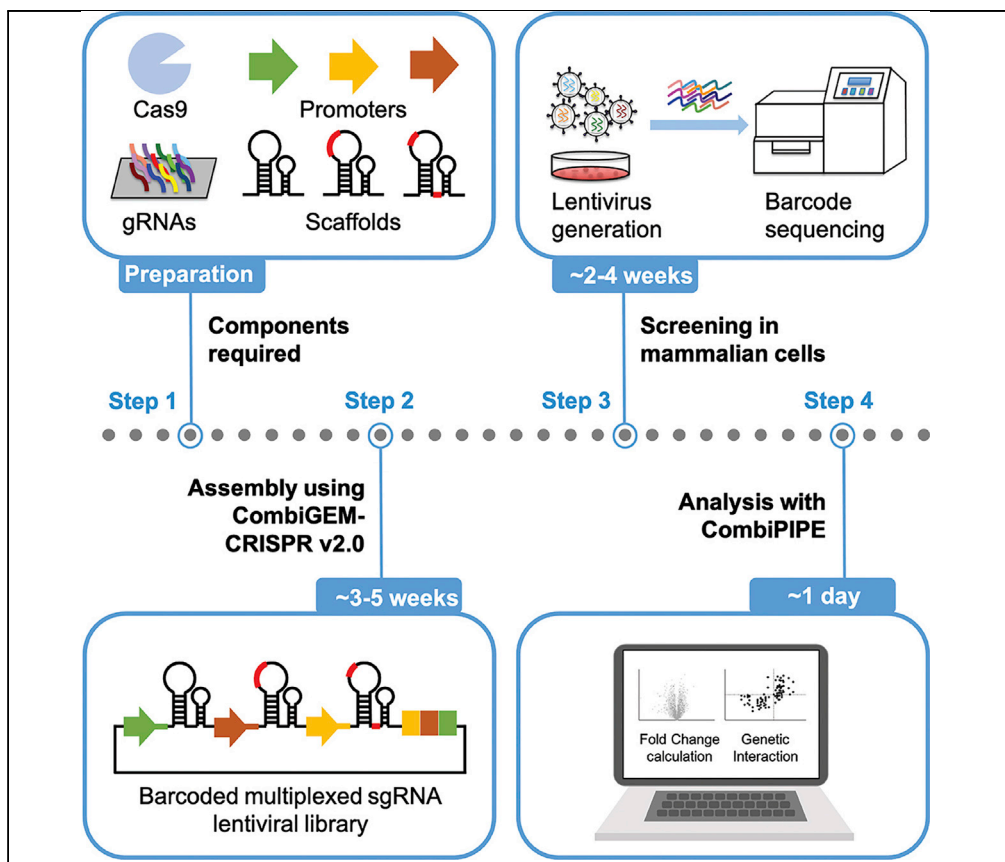 Cas9
Promoters
gRNAs
Scaffolds
Preparation
Lentivirus
generation
Barcode
sequencing
~2-4 weeks
Components
required
Screening in
mammalian cells
Step 1
Step 2
Step 3
Step 4
Assembly using
CombiGEM-
CRISPR v2.0
Analysis with
CombiPIPE
~3-5 weeks
Barcoded multiplexed sgRNA
lentiviral library
~1 day
Fold Change
calculation
Genetic
Interaction